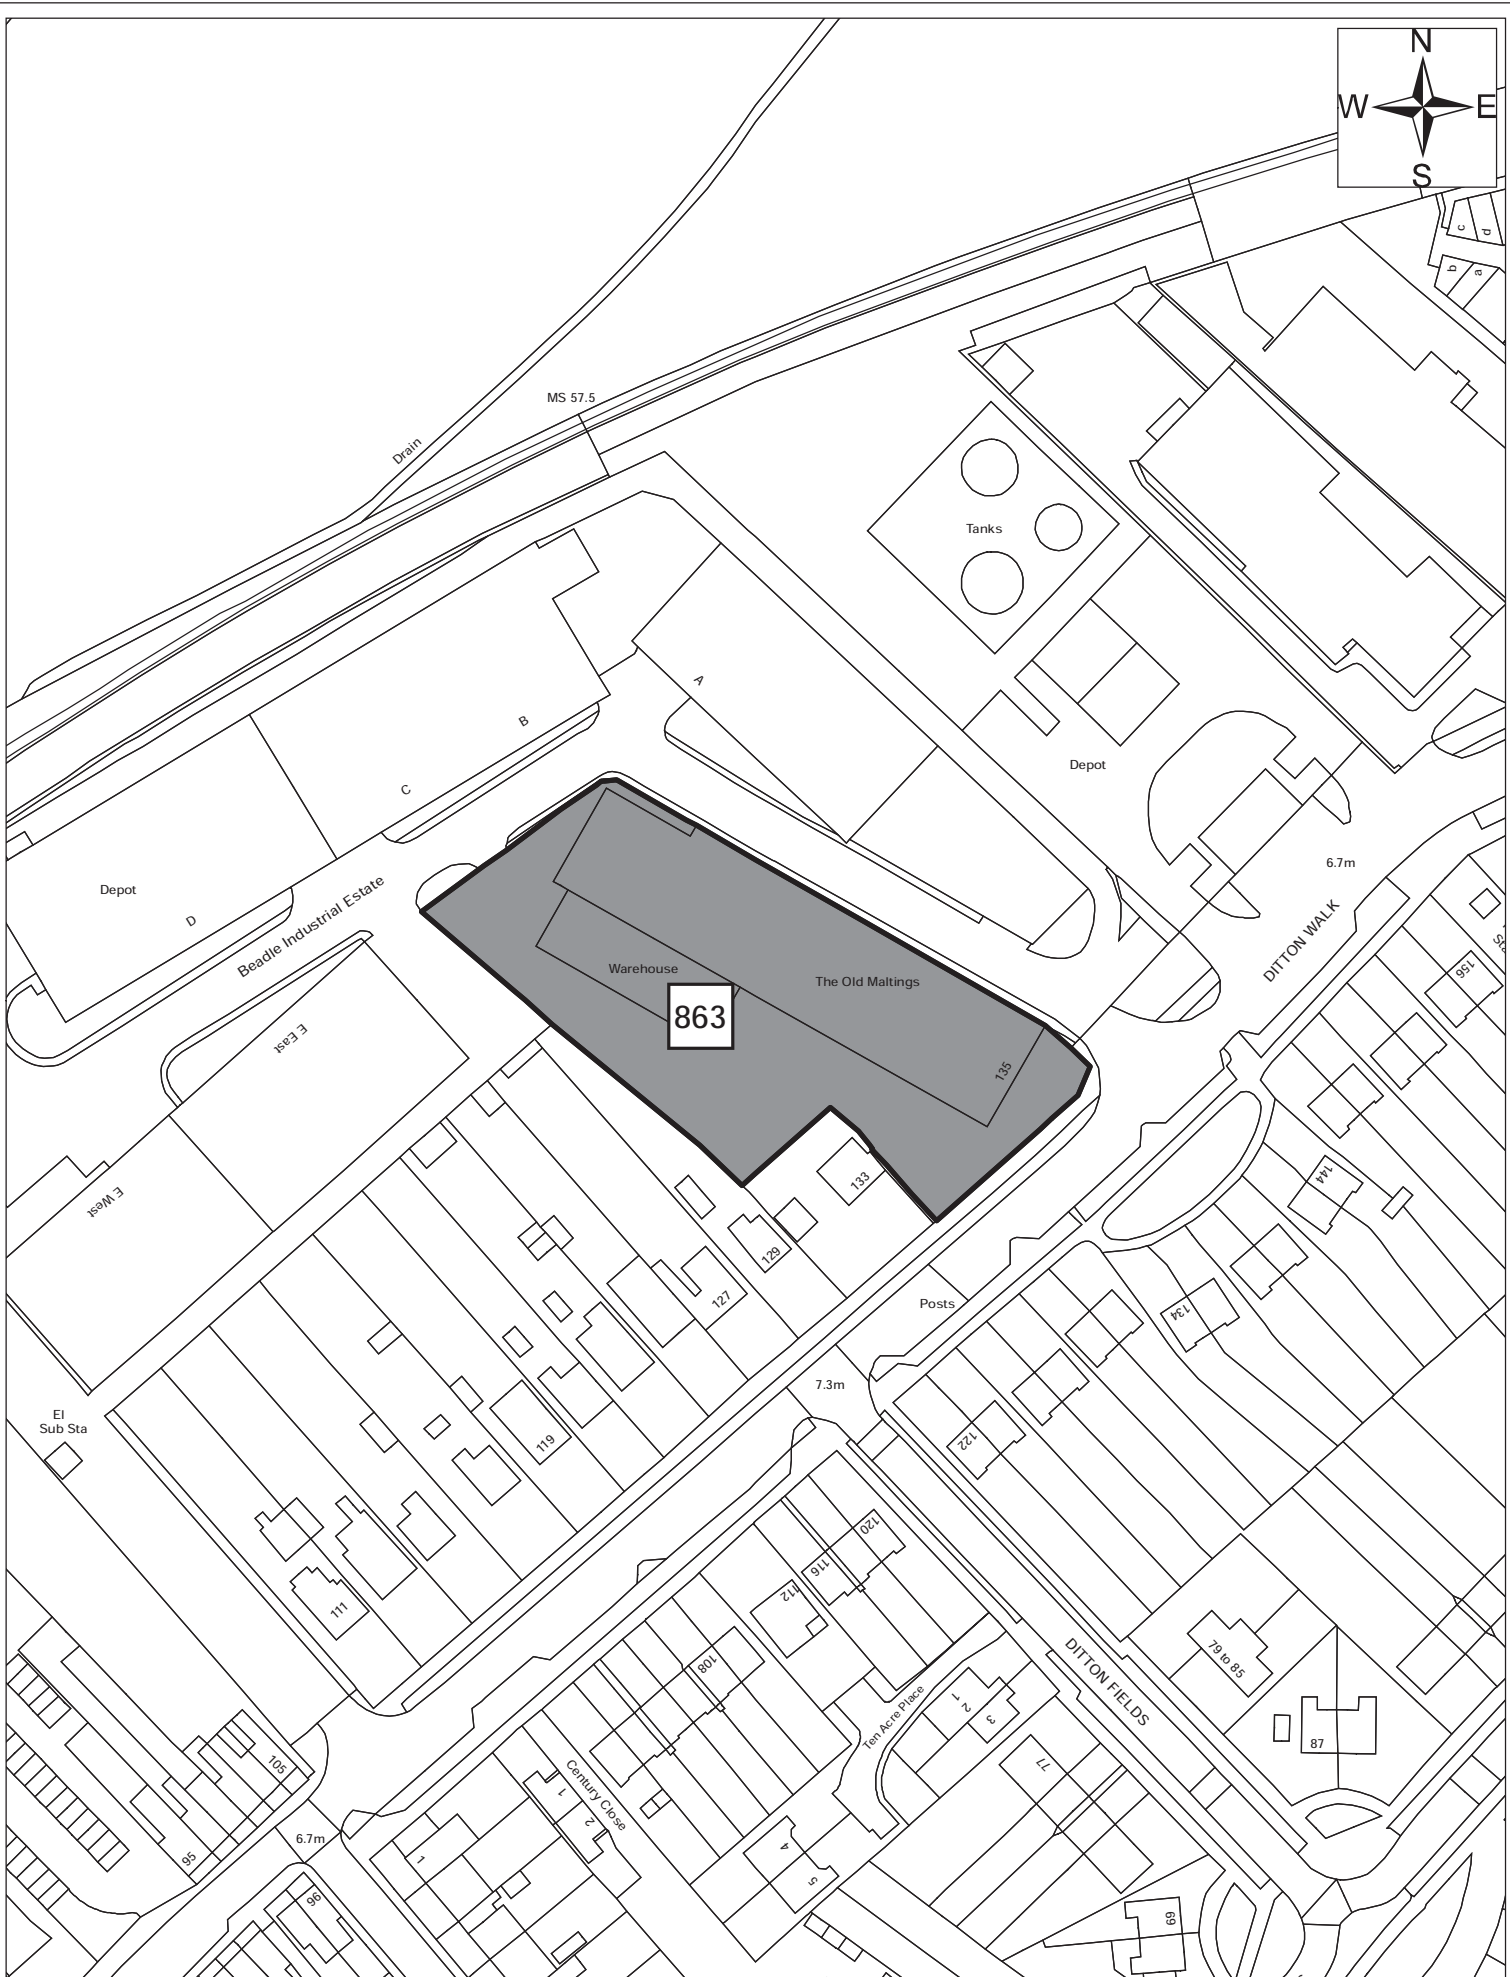 N
W E
S
c
d
b
a
MS 57.5
Drain
Tanks
A
B
C
D
Depot
Depot
6.7m
DITTON WALK
Beadle Industrial Estate
Warehouse
The Old Maltings
863
135
156
E East
E West
133
129
127
144
134
Posts
7.3m
122
119
El
Sub Sta
111
120
116
112
108
DITTON FIELDS
79 to 85
87
Ten Acre Place
1
2
3
77
105
Century Close
1
2
6.7m
95
1
4
5
96
69